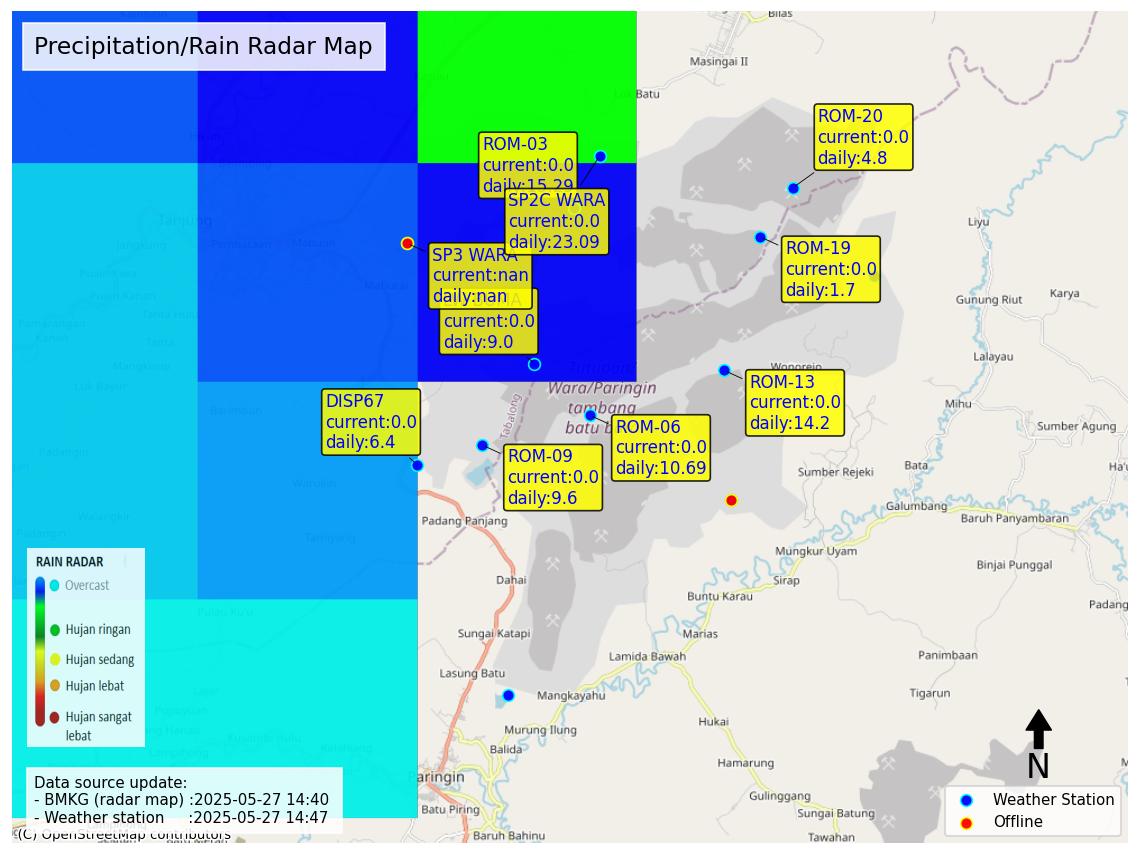 Precipitation/Rain Radar Map
Bilas
Masingai II
Batu
ROM-20
current:0.0
daily:4.8
ROM-03
current:0.0
daily:15.29
SP2C WARA
current:0.0
daily:23.09
Tanjung
Liyu
ROM-19
current:0.0
daily:1.7
SP3 WARA
current:nan
daily:nan
current:0.0
daily:9.0
Mabuun
Maburai
Gunung Riut
Karya
Lalayau
Wonorejo
Wara/Paringin
tambang
batu
ROM-13
current:0.0
daily:14.2
Mihu
Tabalong
DISP67
current:0.0
daily:6.4
ROM-06
current:0.0
daily:10.69
Sumber Agung
ROM-09
current:0.0
daily:9.6
Bata
Sumber Rejeki
Galumbang
Baruh Panyambaran
Padang Panjang
Mungkur Uyam
Binjai Punggal
RAIN RADAR
Overcast
Hujan ringan
Hujan sedang
Hujan lebat
Hujan sangat
lebat
Dahai
Sirap
Buntu Karau
Padang
Sungai Katapi
Marias
Lamida Bawah
Panimbaan
Lasung Batu
Mangkayahu
Tigarun
Hukai
Murung Ilung
Balida
Hamarung
N
Paringin
Gulinggang
Batu Piring
Sungai Batung
Baruh Bahinu
Tawahan
Data source update:
- BMKG (radar map) :2025-05-27 14:40
- Weather station :2025-05-27 14:47
(C) OpenStreetMap contributors
Weather Station
Offline